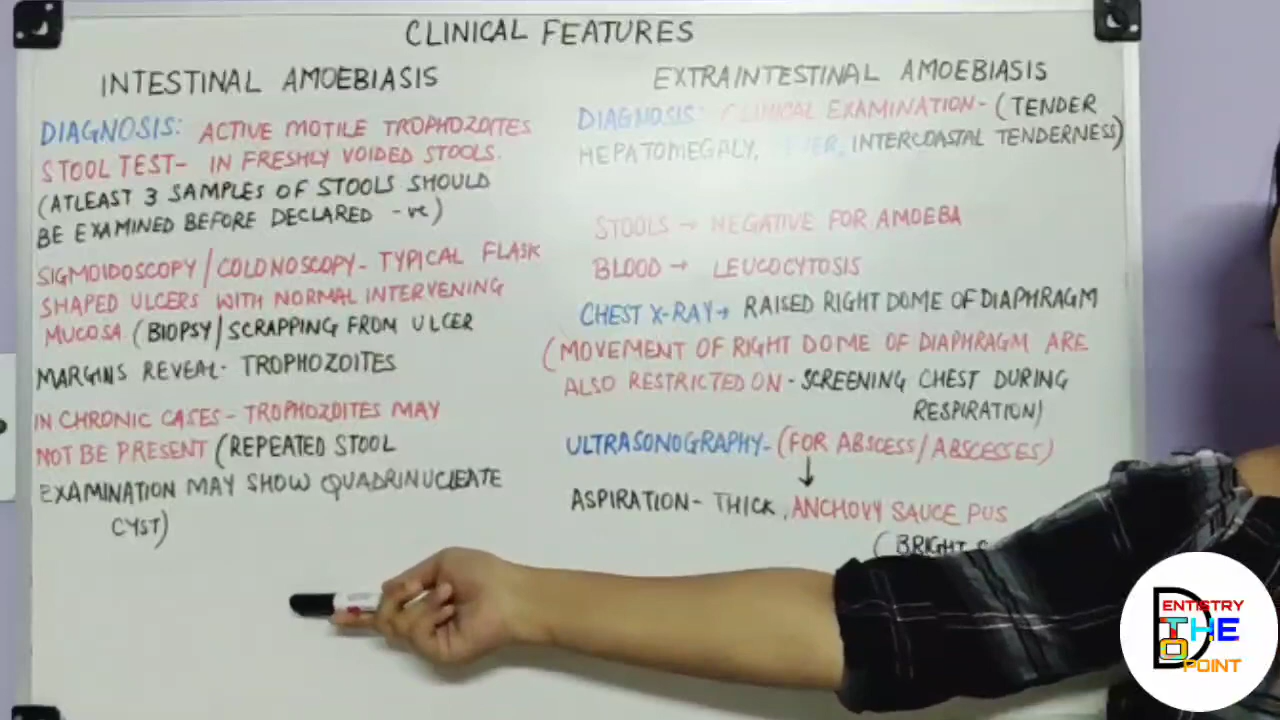 CLINICAL FEATURES
INTESTINAL AMOEBIASIS
DIAGNOSIS: ACTIVE MOTILE TROPHOZOITES
STOOL TEST- IN FRESHLY VOIDED STOOLS.
(ATLEAST 3 SAMPLES OF STOOLS SHOULD
BE EXAMINED BEFORE DECLARED -ve)
SIGMOIDOSCOPY/COLONOSCOPY- TYPICAL FLASK
SHAPED ULCERS WITH NORMAL INTERVENING
MUCOSA (BIOPSY/SCRAPPING FROM ULCER
MARGINS REVEAL- TROPHOZOITES
IN CHRONIC CASES- TROPHOZOITES MAY
NOT BE PRESENT (REPEATED STOOL
EXAMINATION MAY SHOW QUADRINUCLEATE
CYST)
EXTRAINTESTINAL AMOEBIASIS
DIAGNOSIS: CLINICAL EXAMINATION- (TENDER
HEPATOMEGALY, INTERCOASTAL TENDERNESS)
STOOLS → NEGATIVE FOR AMOEBA
BLOOD → LEUCOCYTOSIS
CHEST X-RAY→ RAISED RIGHT DOME OF DIAPHRAGM
(MOVEMENT OF RIGHT DOME OF DIAPHRAGM ARE
ALSO RESTRICTED ON - SCREENING CHEST DURING
RESPIRATION)
ULTRASONOGRAPHY- (FOR ABSCESS/ABSCESSES)
↓
ASPIRATION- THICK, ANCHOVY SAUCE PUS
(BRIGHT
DENTISTRY
THE
TO
POINT